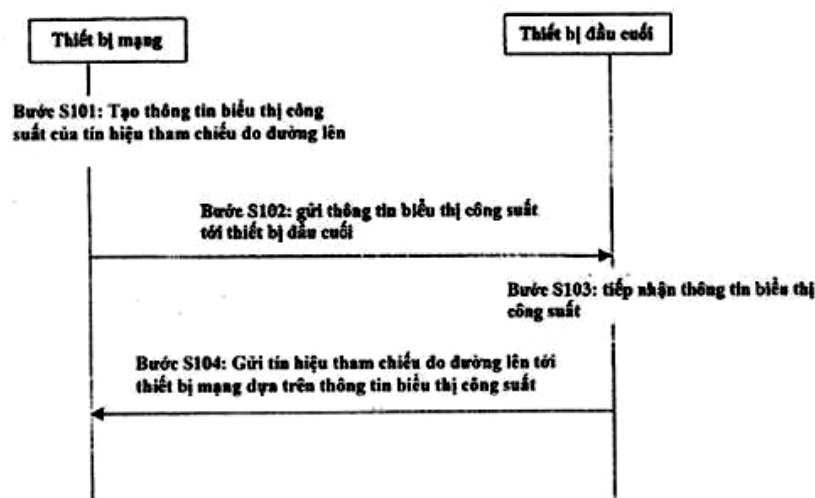 Thiết bị mạng
Thiết bị đầu cuối
Bước S101: Tạo thông tin biểu thị công
suất của tín hiệu tham chiếu do đường lên
Bước S102: gửi thông tin biểu thị công suất
tới thiết bị đầu cuối
Bước S103: tiếp nhận thông tin biểu thị
công suất
Bước S104: Gửi tín hiệu tham chiếu do đường lên tới
thiết bị mạng dựa trên thông tin biểu thị công suất